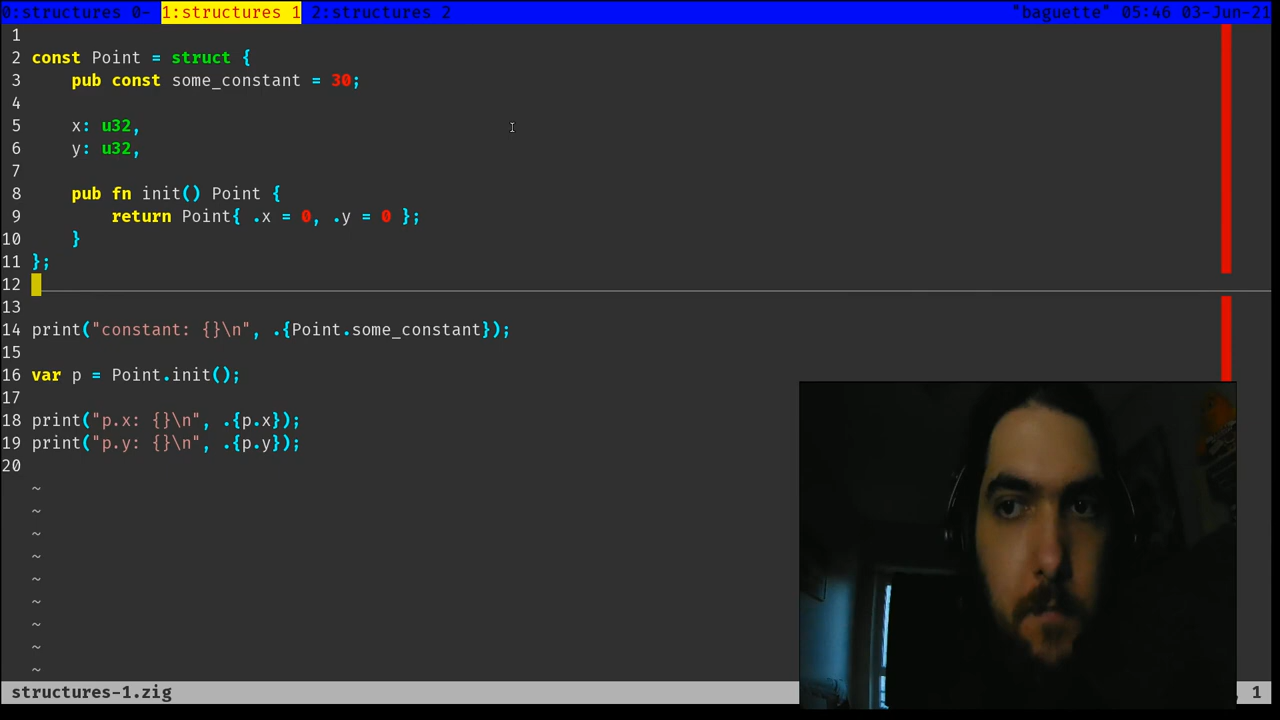 0:structures 0- 1:structures 1 2:structures 2 "baguette" 05:46 03-Jun-21
1
2 const Point = struct {
3     pub const some_constant = 30;
4
5     x: u32,
6     y: u32,
7
8     pub fn init() Point {
9         return Point{ .x = 0, .y = 0 };
10     }
11 };
12
13
14 print("constant: {}\n", .{Point.some_constant});
15
16 var p = Point.init();
17
18 print("p.x: {}\n", .{p.x});
19 print("p.y: {}\n", .{p.y});
20
~
~
~
~
~
~
~
~
~
structures-1.zig , 1